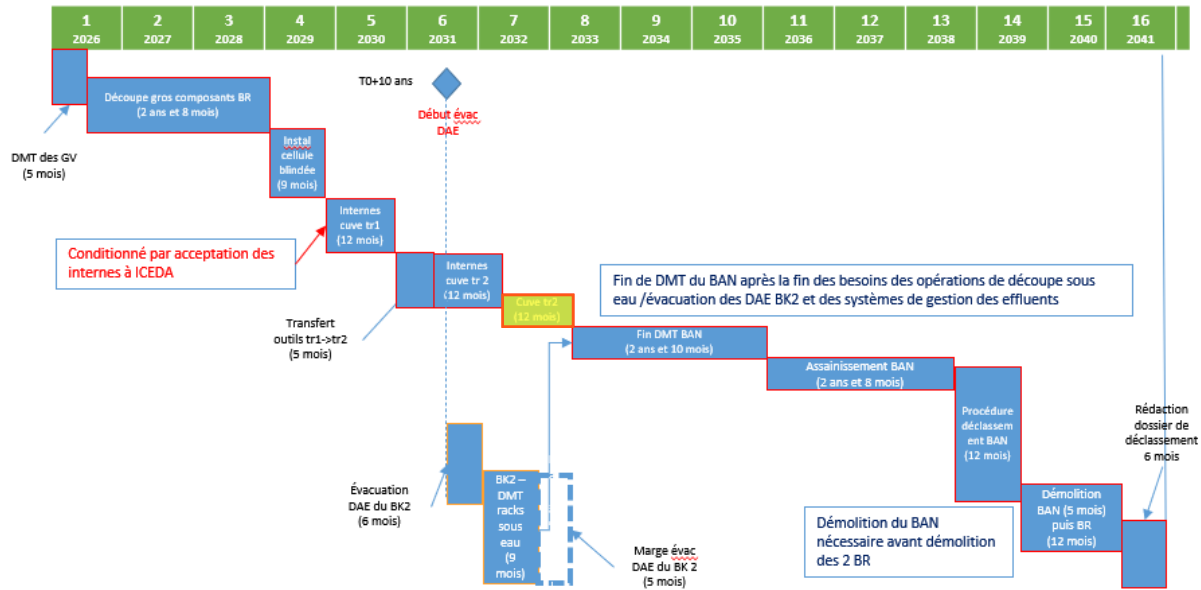 1 2 3 4 5 6 7 8 9 10 11 12 13 14 15 16
2026 2027 2028 2029 2030 2031 2032 2033 2034 2035 2036 2037 2038 2039 2040 2041
T0+10 ans
Début évac
DAE
Découpe gros composants BR
(2 ans et 8 mois)
DMT des GV
(5 mois)
Instal
cellule
blindée
(9 mois)
Internes
cuve tr1
(12 mois)
Conditionné par acceptation des
internes à ICEDA
Internes
cuve tr 2
(12 mois)
Transfert
outils tr1->tr2
(5 mois)
Cuve tr2
(12 mois)
Fin de DMT du BAN après la fin des besoins des opérations de découpe sous
eau /évacuation des DAE BK2 et des systèmes de gestion des effluents
Fin DMT BAN
(2 ans et 10 mois)
Assainissement BAN
(2 ans et 8 mois)
Procédure
déclassem
ent BAN
(12 mois)
Rédaction
dossier de
déclassement
6 mois
Évacuation
DAE du BK2
(6 mois)
BK2 –
DMT
racks
sous
eau
(9
mois)
Marge évac
DAE du BK 2
(5 mois)
Démolition du BAN
nécessaire avant démolition
des 2 BR
Démolition
BAN (5 mois)
puis BR
(12 mois)